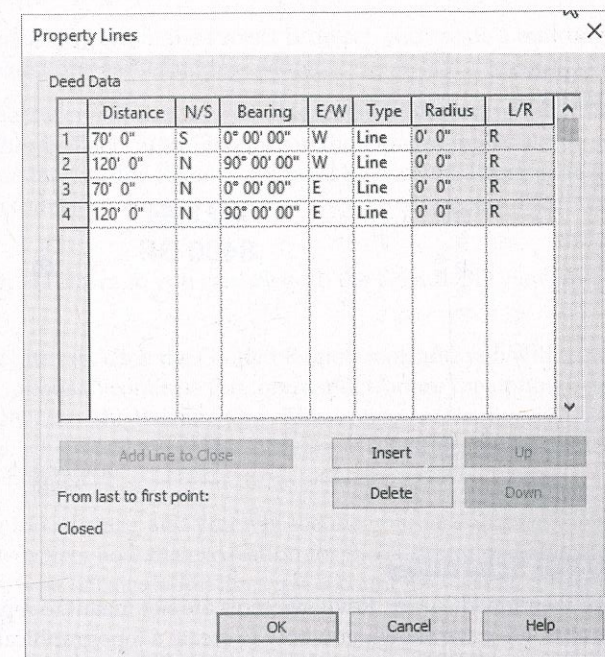 Property Lines
Deed Data
Distance N/S Bearing E/W Type Radius L/R
1 70' 0" S 0° 00' 00" W Line 0' 0" R
2 120' 0" N 90° 00' 00" W Line 0' 0" R
3 70' 0" N 0° 00' 00" E Line 0' 0" R
4 120' 0" N 90° 00' 00" E Line 0' 0" R
Add Line to Close Insert Up
From last to first point: Delete Down
Closed
OK Cancel Help